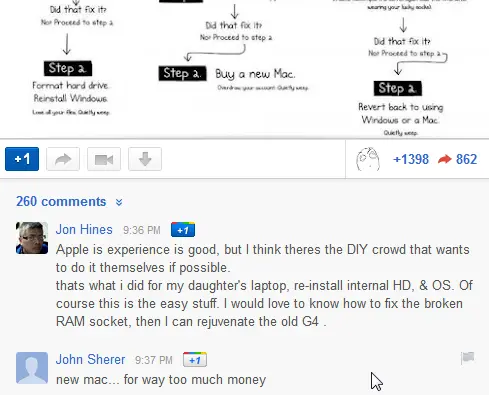 wearing your lucky socks.
Did that fix it?
No? Proceed to step 2.
Did that fix it?
No? Proceed to step 2.
Did that fix it?
No? Proceed to step 2
Step 2.
Format hard drive.
Reinstall Windows.
Lose all your files. Quietly weep.
Step 2.
Buy a new Mac.
Overdraw your account. Quietly weep.
Step 2.
Revert back to using
Windows or a Mac.
Quietly weep.
+1
+1398
862
260 comments
Jon Hines 9:36 PM +1
Apple is experience is good, but I think theres the DIY crowd that wants
to do it themselves if possible.
thats what i did for my daughter's laptop, re-install internal HD, & OS. Of
course this is the easy stuff. I would love to know how to fix the broken
RAM socket, then I can rejuvenate the old G4 .
John Sherer 9:37 PM +1
new mac... for way too much money